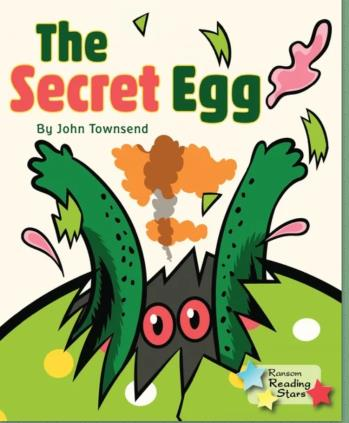 The
Secret Egg
By John Townsend
Ransom
Reading
Stars